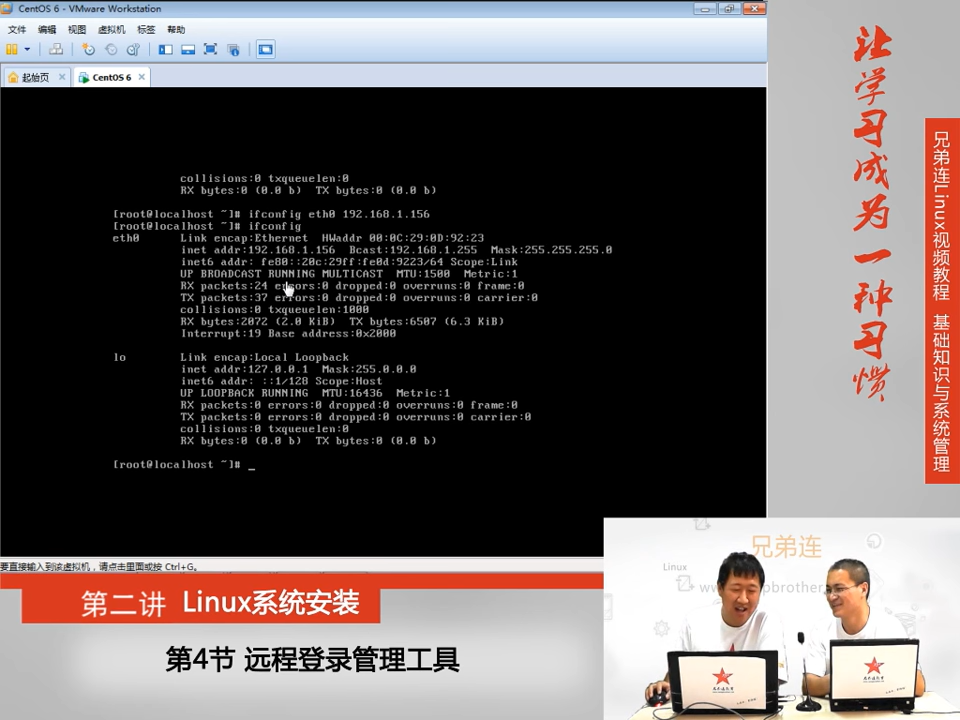 CentOS 6 - VMware Workstation
文件 编辑 视图 虚拟机 标签 帮助
起始页 CentOS 6
collisions:0 txqueuelen:0
RX bytes:0 (0.0 b) TX bytes:0 (0.0 b)
[root@localhost ~]# ifconfig eth0 192.168.1.156
[root@localhost ~]# ifconfig
eth0 Link encap:Ethernet HWaddr 00:0C:29:0D:92:23
inet addr:192.168.1.156 Bcast:192.168.1.255 Mask:255.255.255.0
inet6 addr: fe80::20c:29ff:fe0d:9223/64 Scope:Link
UP BROADCAST RUNNING MULTICAST MTU:1500 Metric:1
RX packets:24 errors:0 dropped:0 overruns:0 frame:0
TX packets:37 errors:0 dropped:0 overruns:0 carrier:0
collisions:0 txqueuelen:1000
RX bytes:2072 (2.0 KiB) TX bytes:6507 (6.3 KiB)
Interrupt:19 Base address:0x2000
lo Link encap:Local Loopback
inet addr:127.0.0.1 Mask:255.0.0.0
inet6 addr: ::1/128 Scope:Host
UP LOOPBACK RUNNING MTU:16436 Metric:1
RX packets:0 errors:0 dropped:0 overruns:0 frame:0
TX packets:0 errors:0 dropped:0 overruns:0 carrier:0
collisions:0 txqueuelen:0
RX bytes:0 (0.0 b) TX bytes:0 (0.0 b)
[root@localhost ~]# _
要直接输入到该虚拟机，请点击里面或按 Ctrl+G。
让学习成为一种习惯
兄弟连Linux视频教程 基础知识与系统管理
第二讲 Linux系统安装
第4节 远程登录管理工具
兄弟连
Linux